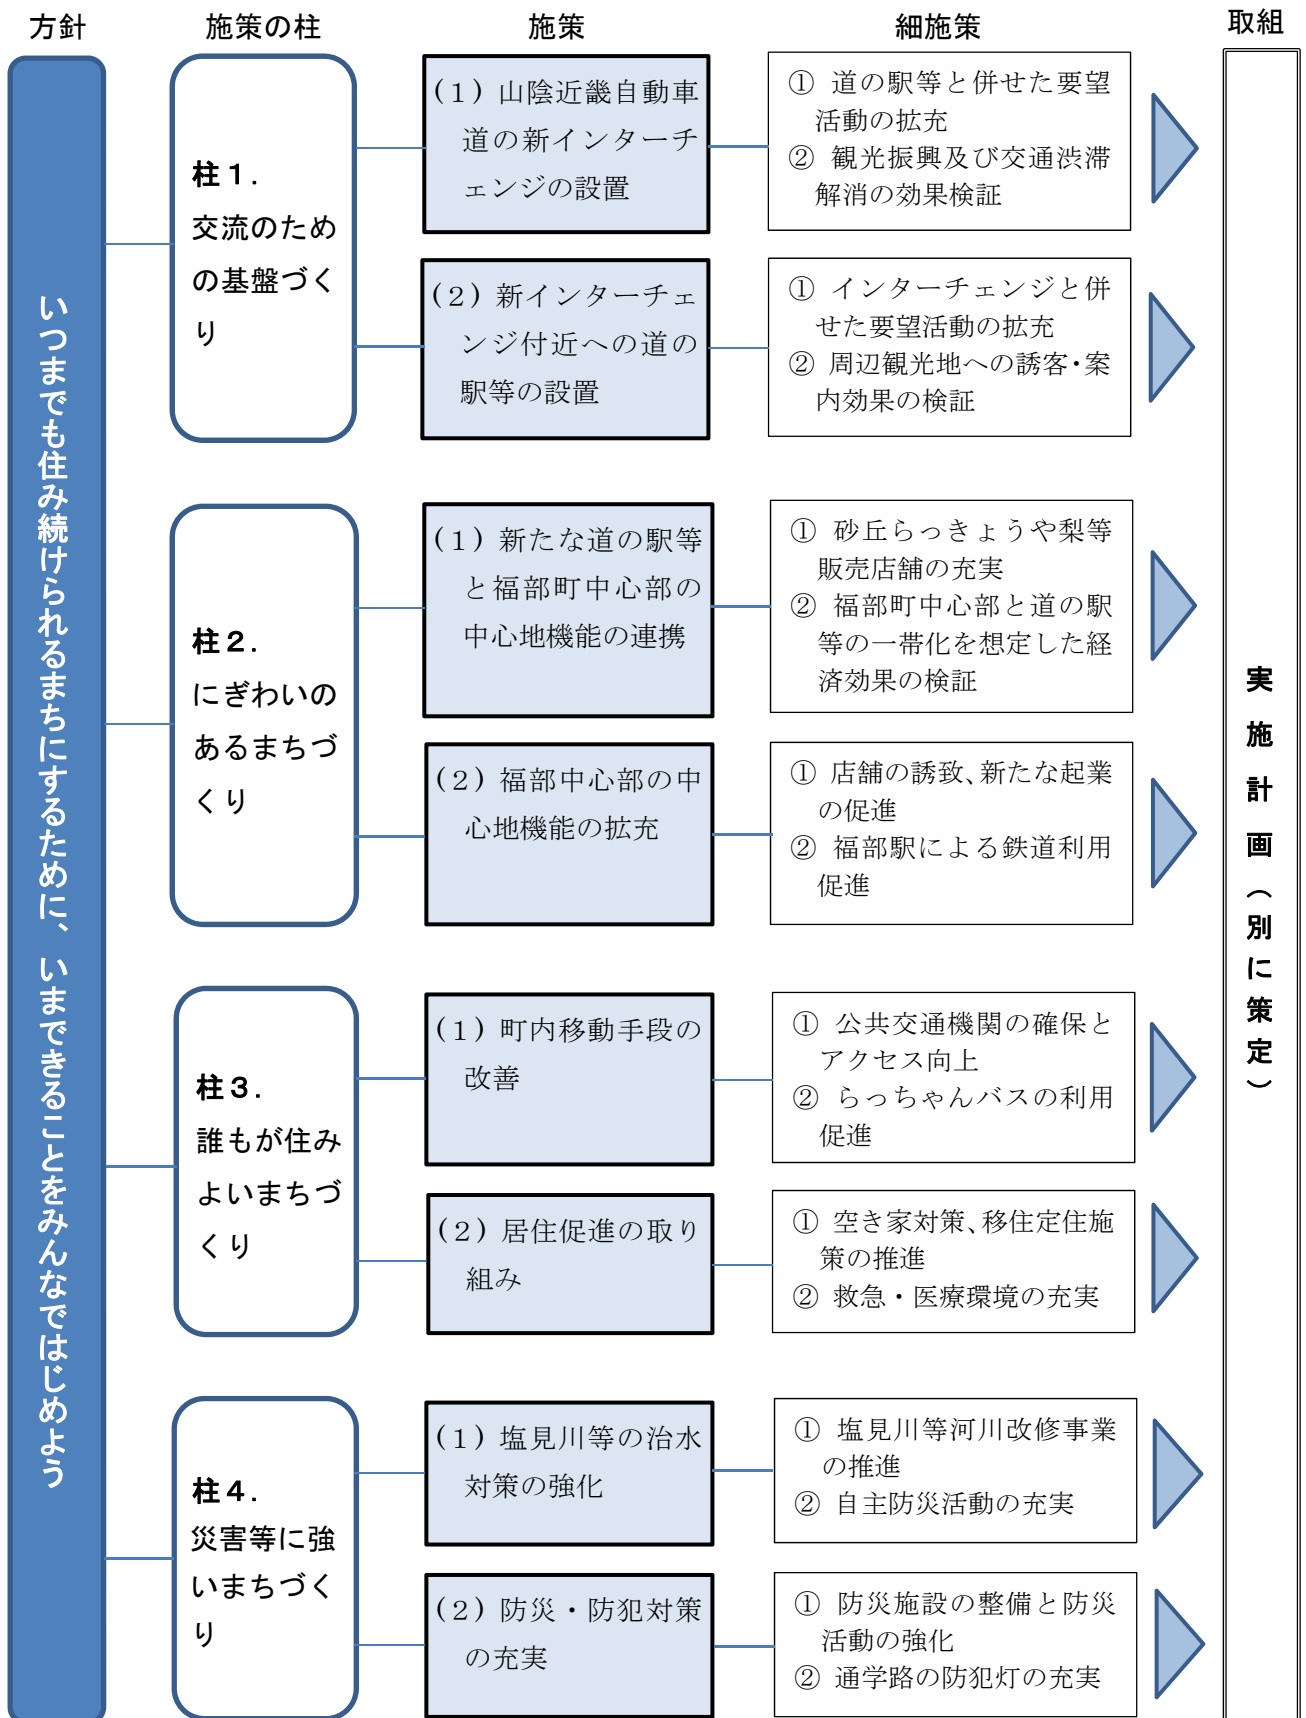 方針 施策の柱 施策 細施策 取組
いつまでも住み続けられるまちにするために、いまできることをみんなではじめよう
柱１．
交流のため
の基盤づく
り
(１) 山陰近畿自動車
道の新インターチ
ェンジの設置
① 道の駅等と併せた要望
活動の拡充
② 観光振興及び交通渋滞
解消の効果検証
(２) 新インターチェ
ンジ付近への道の
駅等の設置
① インターチェンジと併
せた要望活動の拡充
② 周辺観光地への誘客・案
内効果の検証
柱２．
にぎわいの
あるまちづ
くり
(１) 新たな道の駅等
と福部町中心部の
中心地機能の連携
① 砂丘らっきょうや梨等
販売店舗の充実
② 福部町中心部と道の駅
等の一帯化を想定した経
済効果の検証
(２) 福部中心部の中
心地機能の拡充
① 店舗の誘致、新たな起業
の促進
② 福部駅による鉄道利用
促進
柱３．
誰もが住み
よいまちづ
くり
(１) 町内移動手段の
改善
① 公共交通機関の確保と
アクセス向上
② らっちゃんバスの利用
促進
(２) 居住促進の取り
組み
① 空き家対策、移住定住施
策の推進
② 救急・医療環境の充実
柱４．
災害等に強
いまちづく
り
(１) 塩見川等の治水
対策の強化
① 塩見川等河川改修事業
の推進
② 自主防災活動の充実
(２) 防災・防犯対策
の充実
① 防災施設の整備と防災
活動の強化
② 通学路の防犯灯の充実
実施計画（別に策定）